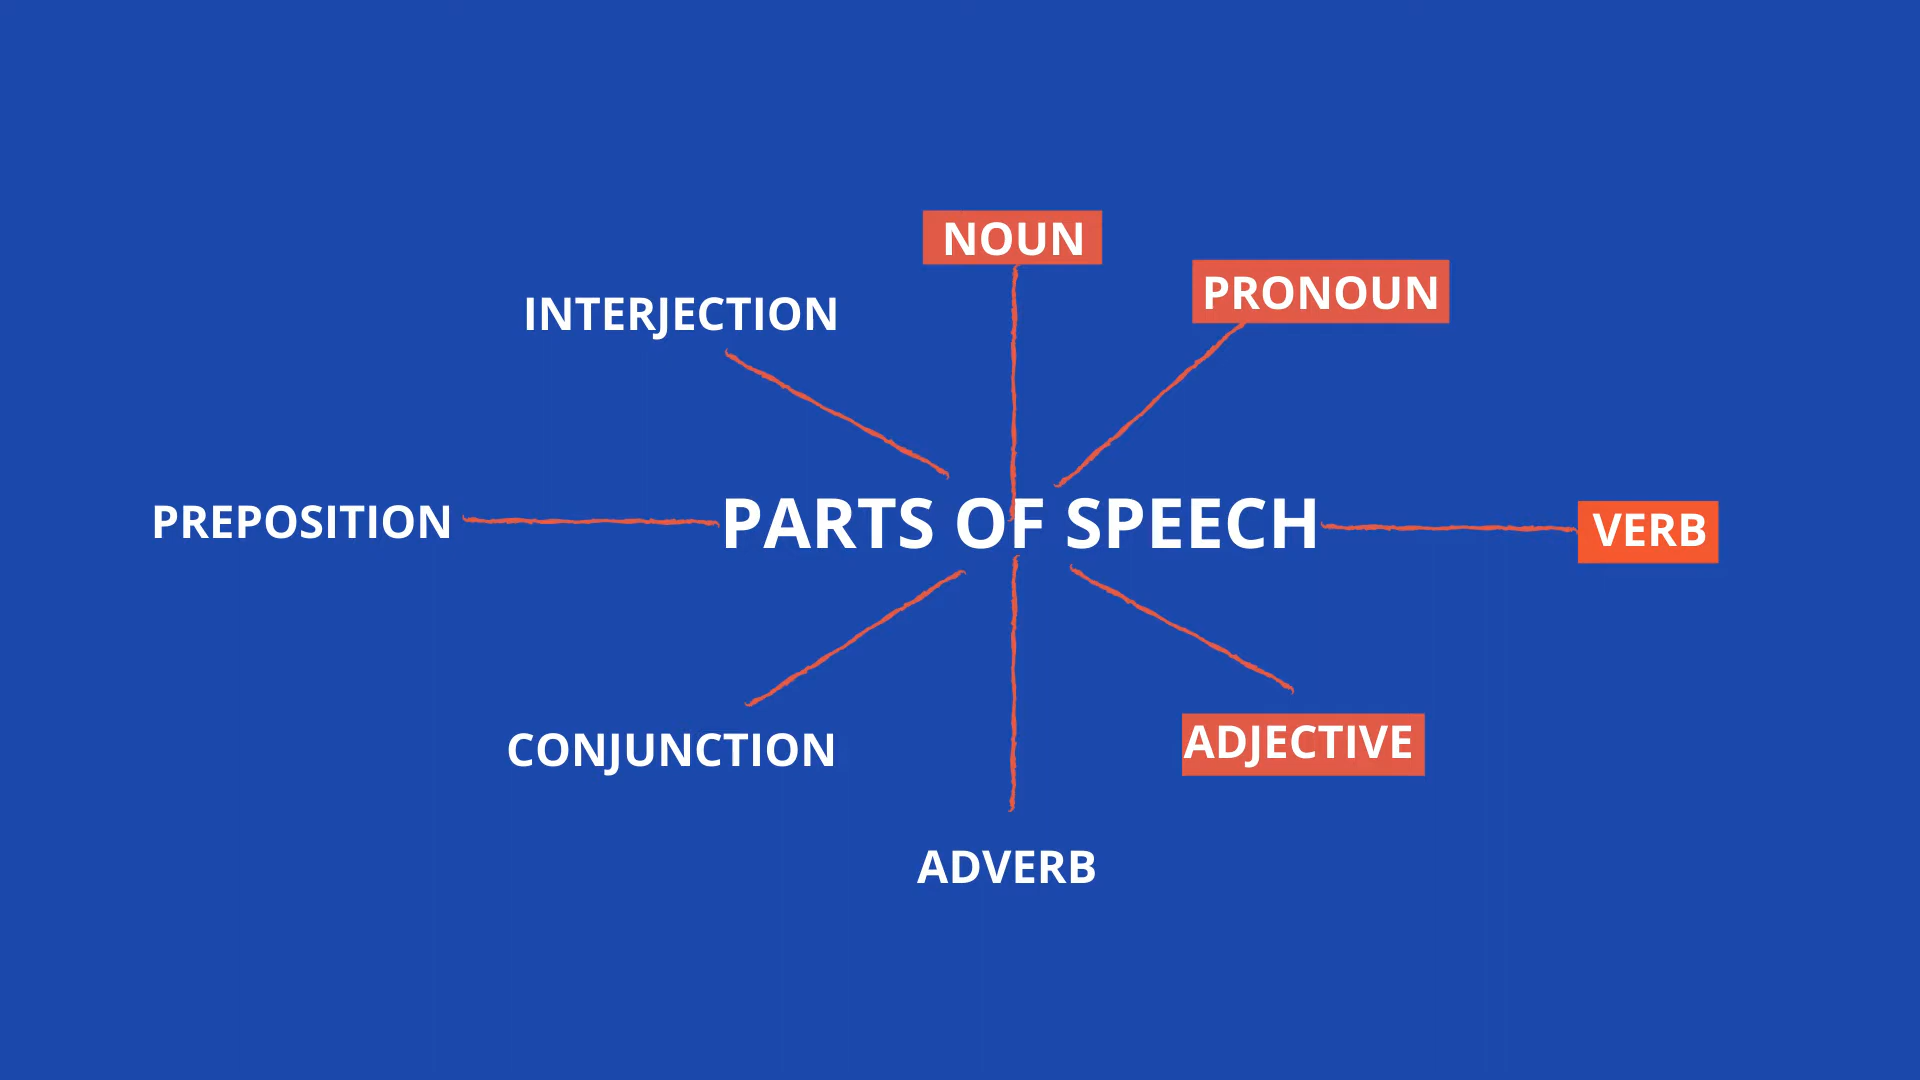 NOUN
PRONOUN
INTERJECTION
PREPOSITION
PARTS OF SPEECH
VERB
CONJUNCTION
ADJECTIVE
ADVERB